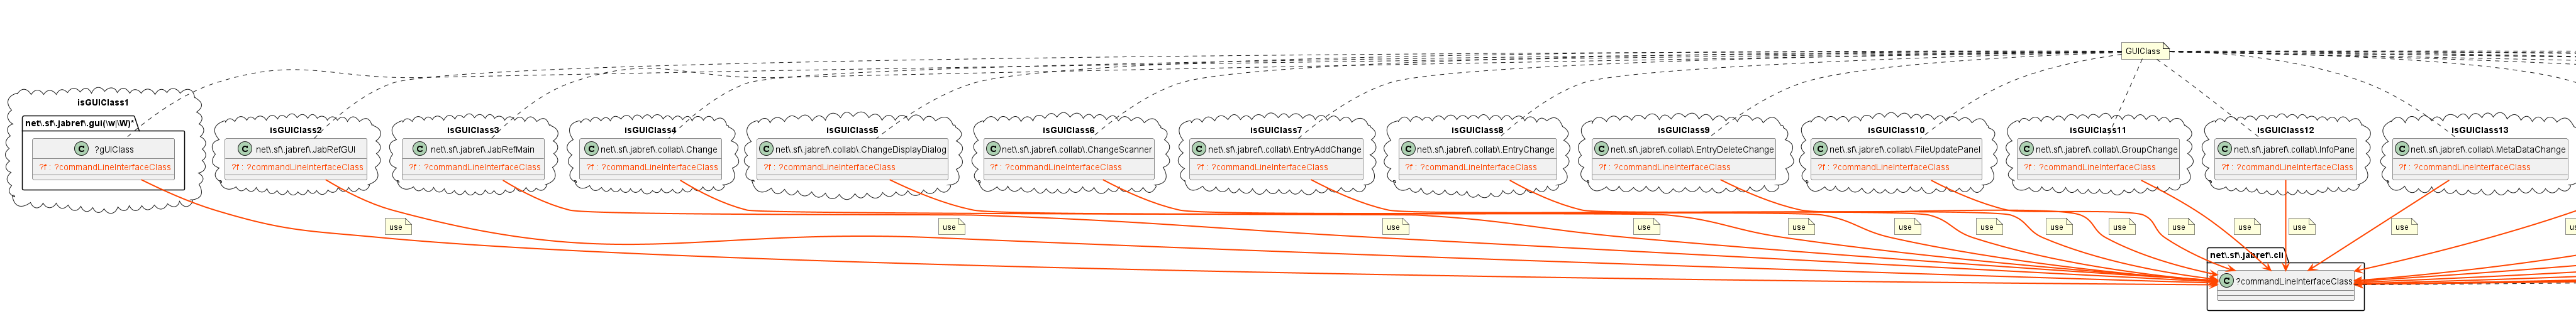 GUIClass
isGUIClass1
net\.sf\.jabref\.gui(\w|\W)*
?gUIClass
?f : ?commandLineInterfaceClass
isGUIClass2
net\.sf\.jabref\.JabRefGUI
?f : ?commandLineInterfaceClass
isGUIClass3
net\.sf\.jabref\.JabRefMain
?f : ?commandLineInterfaceClass
isGUIClass4
net\.sf\.jabref\.collab\.Change
?f : ?commandLineInterfaceClass
isGUIClass5
net\.sf\.jabref\.collab\.ChangeDisplayDialog
?f : ?commandLineInterfaceClass
isGUIClass6
net\.sf\.jabref\.collab\.ChangeScanner
?f : ?commandLineInterfaceClass
isGUIClass7
net\.sf\.jabref\.collab\.EntryAddChange
?f : ?commandLineInterfaceClass
isGUIClass8
net\.sf\.jabref\.collab\.EntryChange
?f : ?commandLineInterfaceClass
isGUIClass9
net\.sf\.jabref\.collab\.EntryDeleteChange
?f : ?commandLineInterfaceClass
isGUIClass10
net\.sf\.jabref\.collab\.FileUpdatePanel
?f : ?commandLineInterfaceClass
isGUIClass11
net\.sf\.jabref\.collab\.GroupChange
?f : ?commandLineInterfaceClass
isGUIClass12
net\.sf\.jabref\.collab\.InfoPane
?f : ?commandLineInterfaceClass
isGUIClass13
net\.sf\.jabref\.collab\.MetaDataChange
?f : ?commandLineInterfaceClass
use
use
use
use
use
use
use
use
use
use
use
use
use
net\.sf\.jabref\.cli
?commandLineInterfaceClass